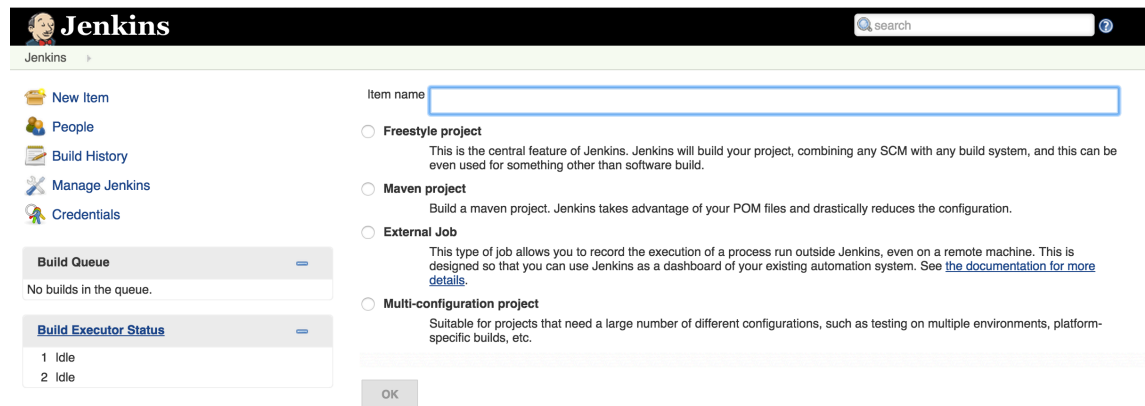 Jenkins
search
Jenkins
New Item
People
Build History
Manage Jenkins
Credentials
Build Queue
No builds in the queue.
Build Executor Status
1 Idle
2 Idle
Item name
Freestyle project
This is the central feature of Jenkins. Jenkins will build your project, combining any SCM with any build system, and this can be
even used for something other than software build.
Maven project
Build a maven project. Jenkins takes advantage of your POM files and drastically reduces the configuration.
External Job
This type of job allows you to record the execution of a process run outside Jenkins, even on a remote machine. This is
designed so that you can use Jenkins as a dashboard of your existing automation system. See the documentation for more
details.
Multi-configuration project
Suitable for projects that need a large number of different configurations, such as testing on multiple environments, platform-
specific builds, etc.
OK